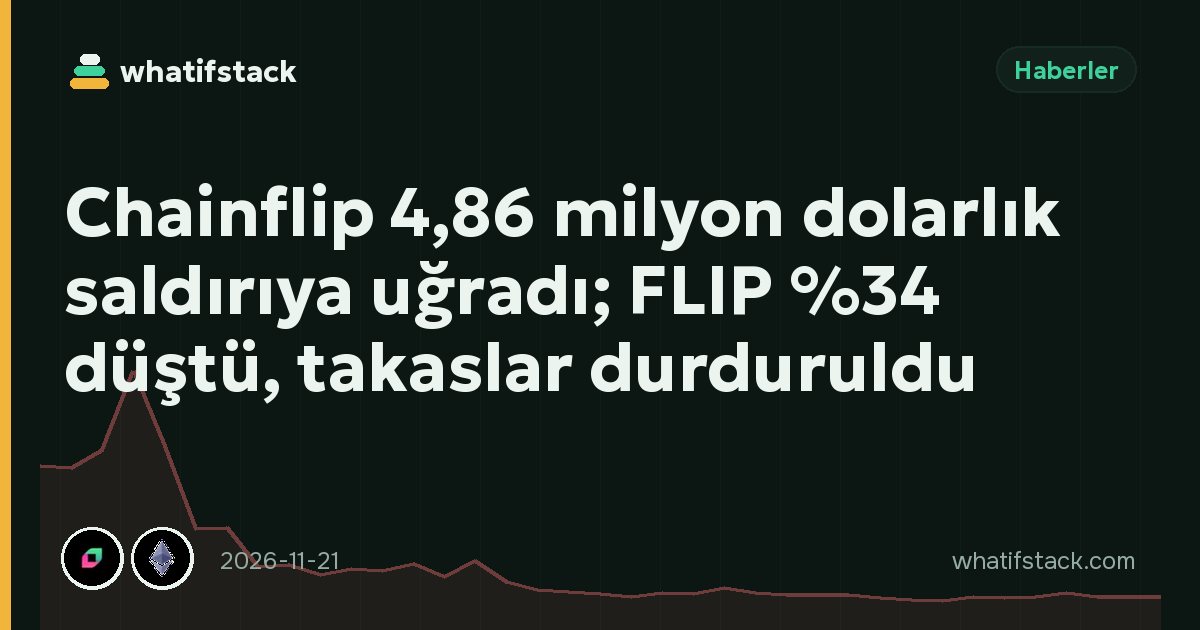 whatifstack
Haberler
Chainflip 4,86 milyon dolarlık
saldırıya uğradı; FLIP %34
düştü, takaslar durduruldu
2026-11-21
whatifstack.com